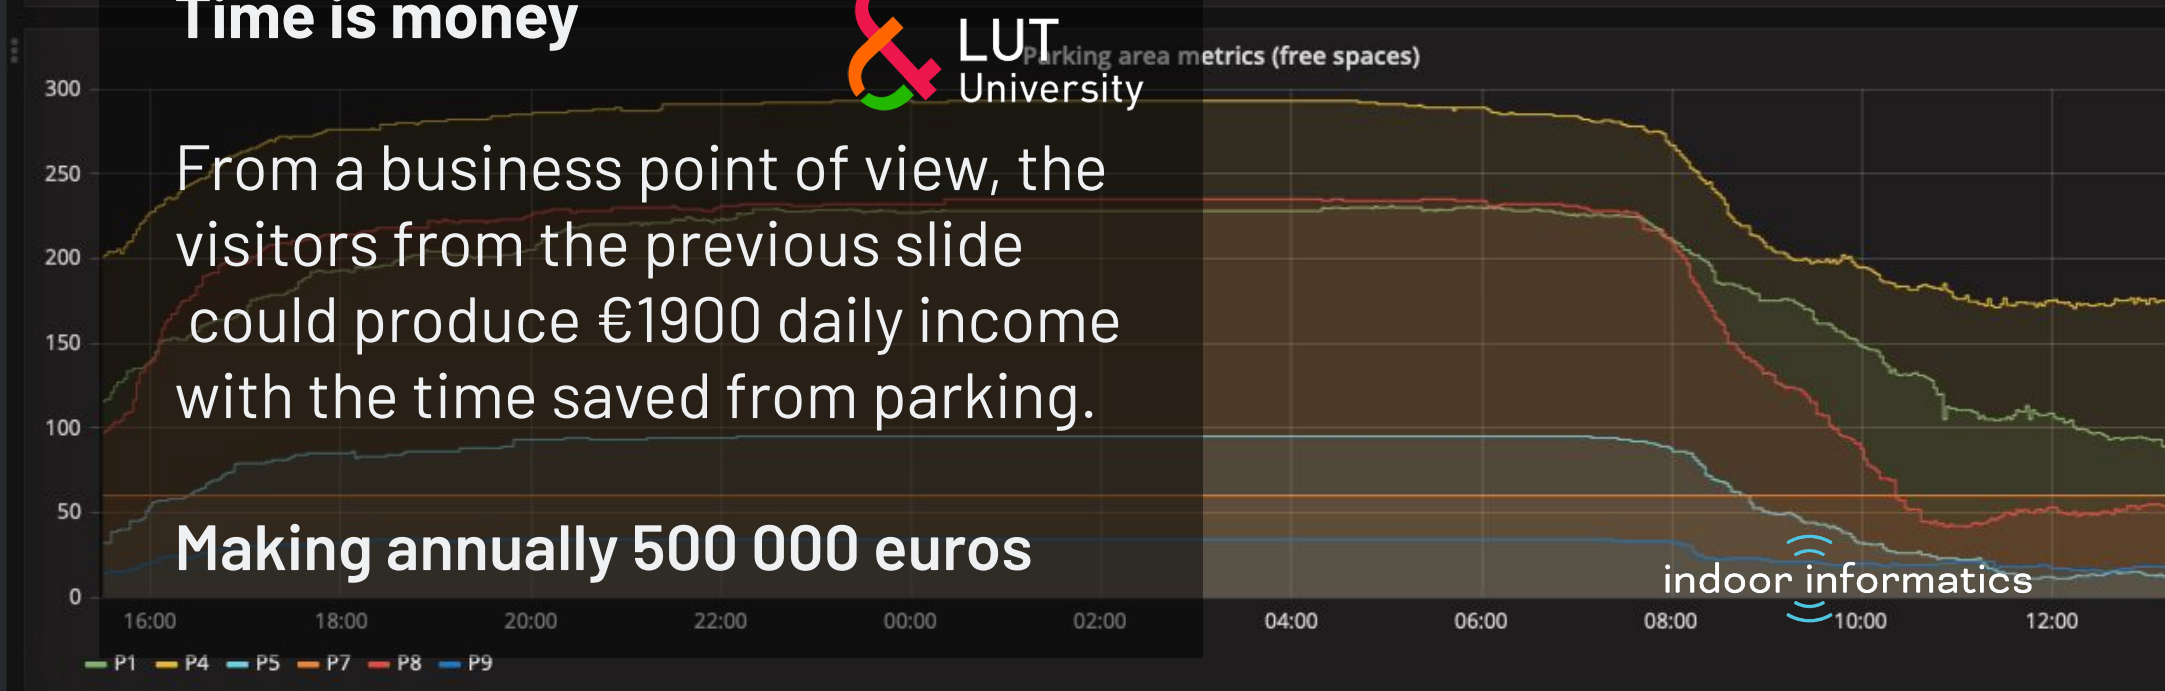 Time is money
LUT
University
Parking area metrics (free spaces)
From a business point of view, the
visitors from the previous slide
could produce €1900 daily income
with the time saved from parking.
Making annually 500 000 euros
300
250
200
150
100
50
0
indoor informatics
16:00 18:00 20:00 22:00 00:00 02:00 04:00 06:00 08:00 10:00 12:00
P1 P4 P5 P7 P8 P9